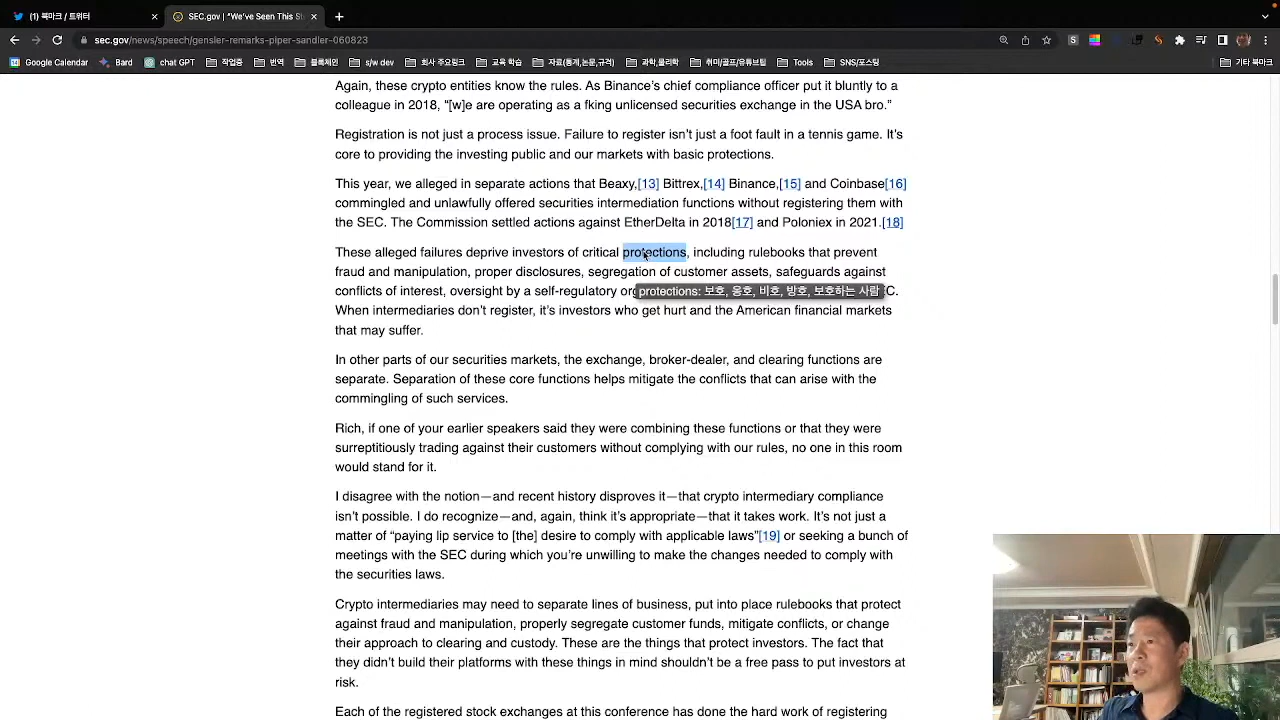 (1) 북마크 / 트위터
SEC.gov | "We've Seen This St
sec.gov/news/speech/gensler-remarks-piper-sandler-060823
Google Calendar Bard chat GPT 작업중 번역 블록체인 s/w dev 회사 주요링크 교육 학습 자료(통계,논문,규격) 과학,물리학 취미/골프/유브트립 Tools SNS/포스팅 기타 북마크
Again, these crypto entities know the rules. As Binance's chief compliance officer put it bluntly to a
colleague in 2018, “[w]e are operating as a fking unlicensed securities exchange in the USA bro.”
Registration is not just a process issue. Failure to register isn't just a foot fault in a tennis game. It's
core to providing the investing public and our markets with basic protections.
This year, we alleged in separate actions that Beaxy,[13] Bittrex,[14] Binance,[15] and Coinbase[16]
commingled and unlawfully offered securities intermediation functions without registering them with
the SEC. The Commission settled actions against EtherDelta in 2018[17] and Poloniex in 2021.[18]
These alleged failures deprive investors of critical protections, including rulebooks that prevent
fraud and manipulation, proper disclosures, segregation of customer assets, safeguards against
conflicts of interest, oversight by a self-regulatory org
protections: 보호, 옹호, 비호, 방호, 보호하는 사람
C.
When intermediaries don't register, it's investors who get hurt and the American financial markets
that may suffer.
In other parts of our securities markets, the exchange, broker-dealer, and clearing functions are
separate. Separation of these core functions helps mitigate the conflicts that can arise with the
commingling of such services.
Rich, if one of your earlier speakers said they were combining these functions or that they were
surreptitiously trading against their customers without complying with our rules, no one in this room
would stand for it.
I disagree with the notion—and recent history disproves it—that crypto intermediary compliance
isn't possible. I do recognize—and, again, think it's appropriate—that it takes work. It's not just a
matter of “paying lip service to [the] desire to comply with applicable laws”[19] or seeking a bunch of
meetings with the SEC during which you're unwilling to make the changes needed to comply with
the securities laws.
Crypto intermediaries may need to separate lines of business, put into place rulebooks that protect
against fraud and manipulation, properly segregate customer funds, mitigate conflicts, or change
their approach to clearing and custody. These are the things that protect investors. The fact that
they didn't build their platforms with these things in mind shouldn't be a free pass to put investors at
risk.
Each of the registered stock exchanges at this conference has done the hard work of registering